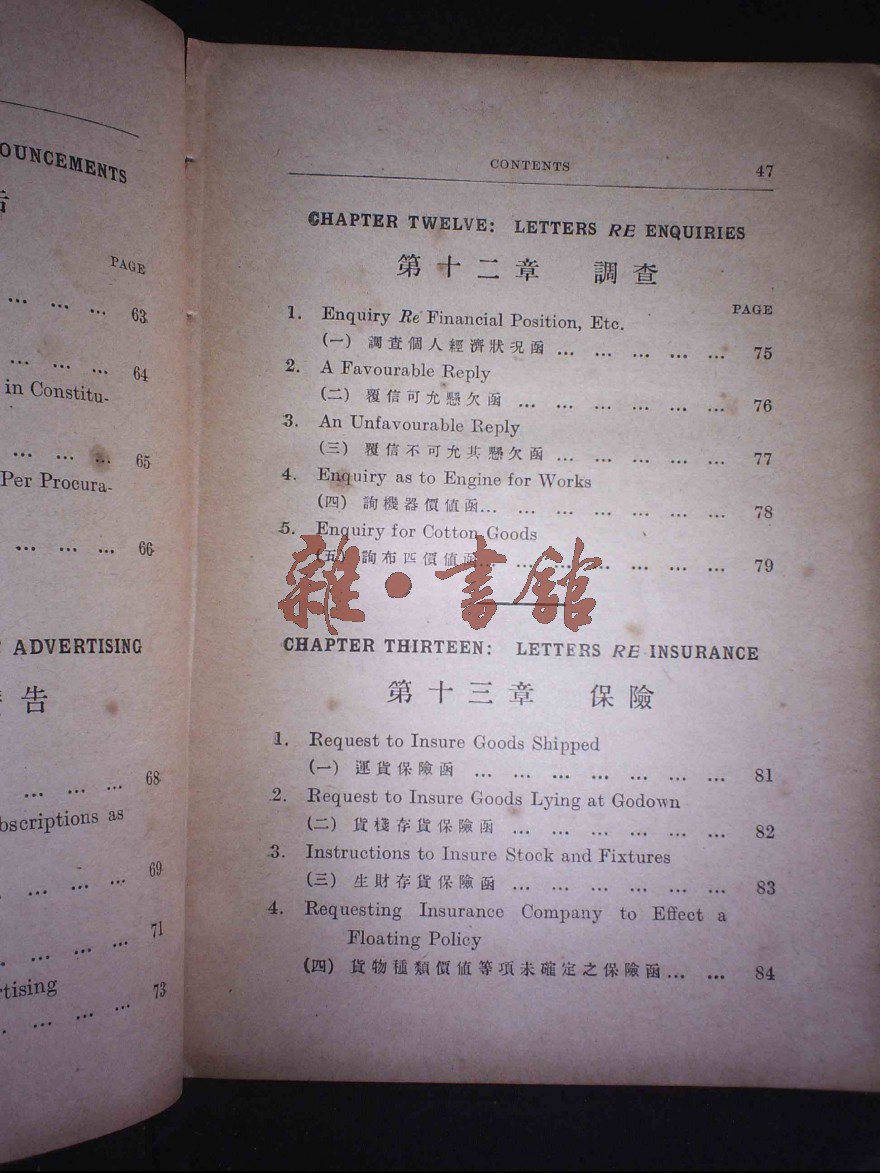 OUNCEMENTS
告
PAGE
... ... ... 63
... ... ... 64
in Constitu-
... ... ... 65
Per Procura-
... ... ... 66
ADVERTISING
告
... ... ... 68
bscriptions as
... ... ... 69
. ... ... ... 71
rtising
. ... ... ... 73
CONTENTS 47
CHAPTER TWELVE: LETTERS RE ENQUIRIES
第十二章 調查
PAGE
1. Enquiry Re Financial Position, Etc.
(一) 調查個人經濟狀況函 ... ... ... ... ... 75
2. A Favourable Reply
(二) 覆信可允懸欠函 ... ... ... ... ... ... 76
3. An Unfavourable Reply
(三) 覆信不可允其懸欠函 ... ... ... ... ... 77
4. Enquiry as to Engine for Works
(四) 詢機器價值函... ... ... ... ... ... ... 78
5. Enquiry for Cotton Goods
(五) 詢布匹價值函... ... ... ... ... ... ... 79
雜·書館
CHAPTER THIRTEEN: LETTERS RE INSURANCE
第十三章 保險
1. Request to Insure Goods Shipped
(一) 運貨保險函 ... ... ... ... ... ... ... 81
2. Request to Insure Goods Lying at Godown
(二) 貨棧存貨保險函 ... ... ... ... ... ... 82
3. Instructions to Insure Stock and Fixtures
(三) 生財存貨保險函 ... ... ... ... ... ... 83
4. Requesting Insurance Company to Effect a
Floating Policy
(四) 貨物種類價值等項未確定之保險函... ... 84